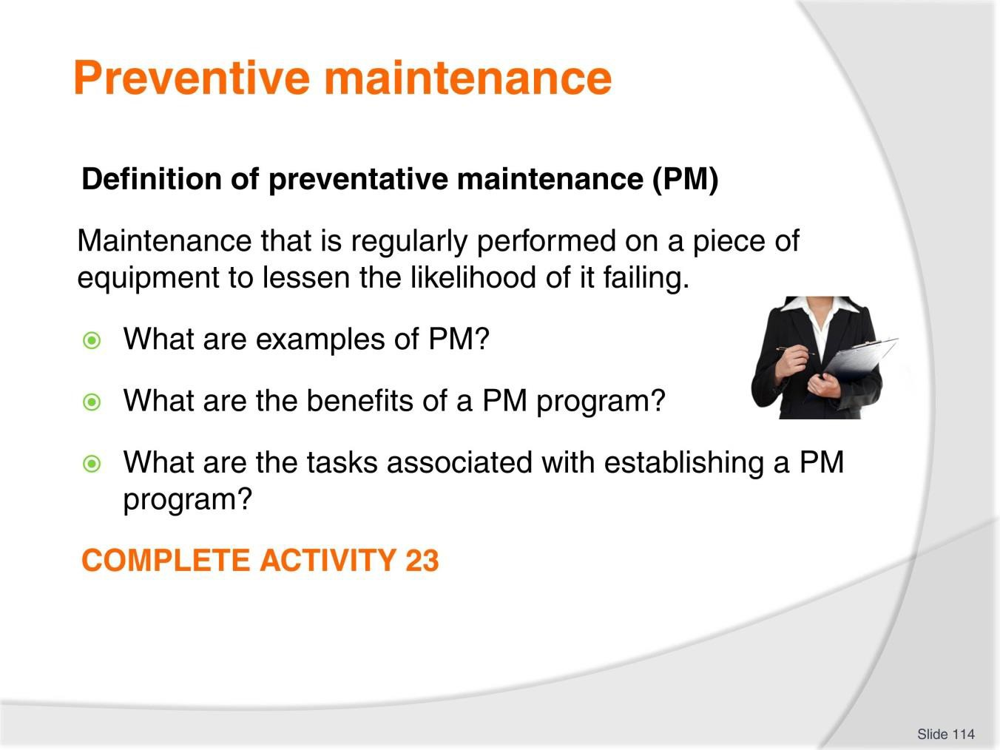 Preventive maintenance
Definition of preventative maintenance (PM)
Maintenance that is regularly performed on a piece of
equipment to lessen the likelihood of it failing.
What are examples of PM?
What are the benefits of a PM program?
What are the tasks associated with establishing a PM
program?
COMPLETE ACTIVITY 23
Slide 114